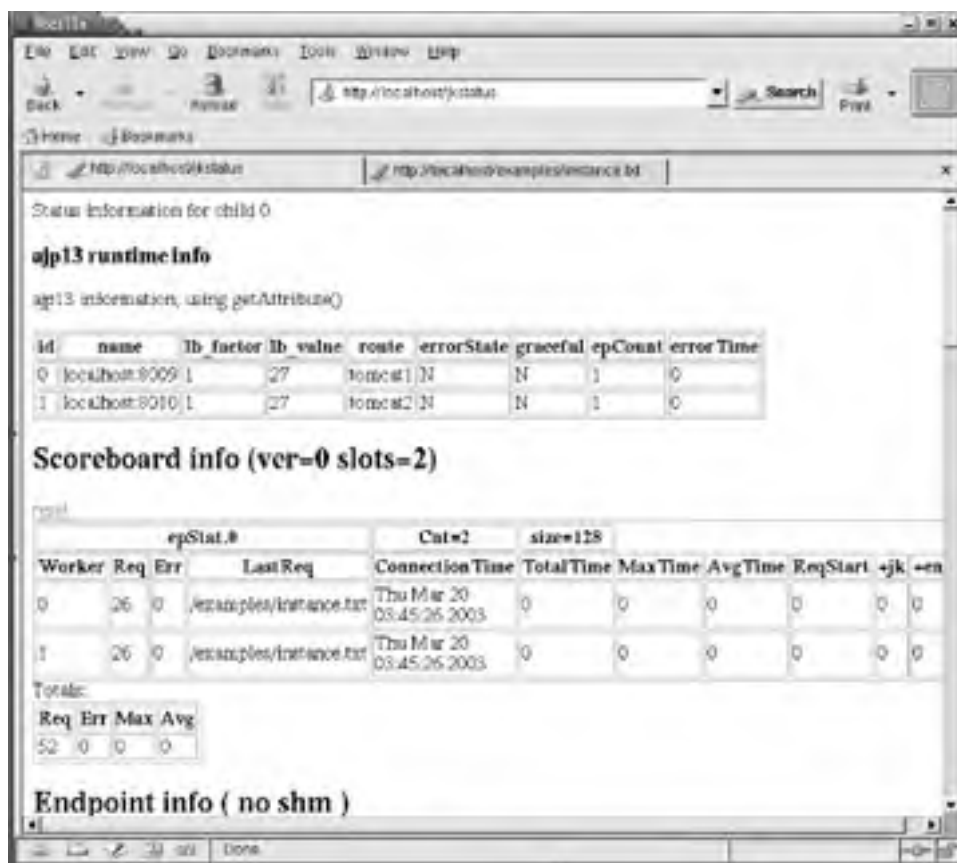 Mozilla
File Edit View Go Bookmarks Tools Window Help
Back Reload http://localhost/jkstatus Search Print
Home Bookmarks
http://localhost/jkstatus http://localhost/examples/instance.txt
Status information for child 0
ajp13 runtime info
ajp13 information, using getAttribute()
id name lb_factor lb_value route errorState graceful epCount errorTime
0 localhost:8009 1 27 tomcat1 N N 1 0
1 localhost:8010 1 27 tomcat2 N N 1 0
Scoreboard info (ver=0 slots=2)
reset
epStat.0 Cnt=2 size=128
Worker Req Err LastReq ConnectionTime TotalTime MaxTime AvgTime ReqStart +jk +en
0 26 0 /examples/instance.txt Thu Mar 20 03:45:26 2003 0 0 0 0 0 0
1 26 0 /examples/instance.txt Thu Mar 20 03:45:26 2003 0 0 0 0 0 0
Totals:
Req Err Max Avg
52 0 0 0
Endpoint info ( no shm )
Done